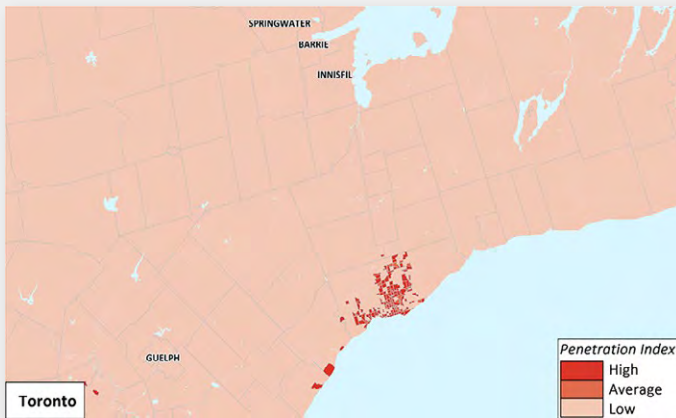 SPRINGWATER
BARRIE
INNISFIL
GUELPH
Toronto
Penetration Index
High
Average
Low